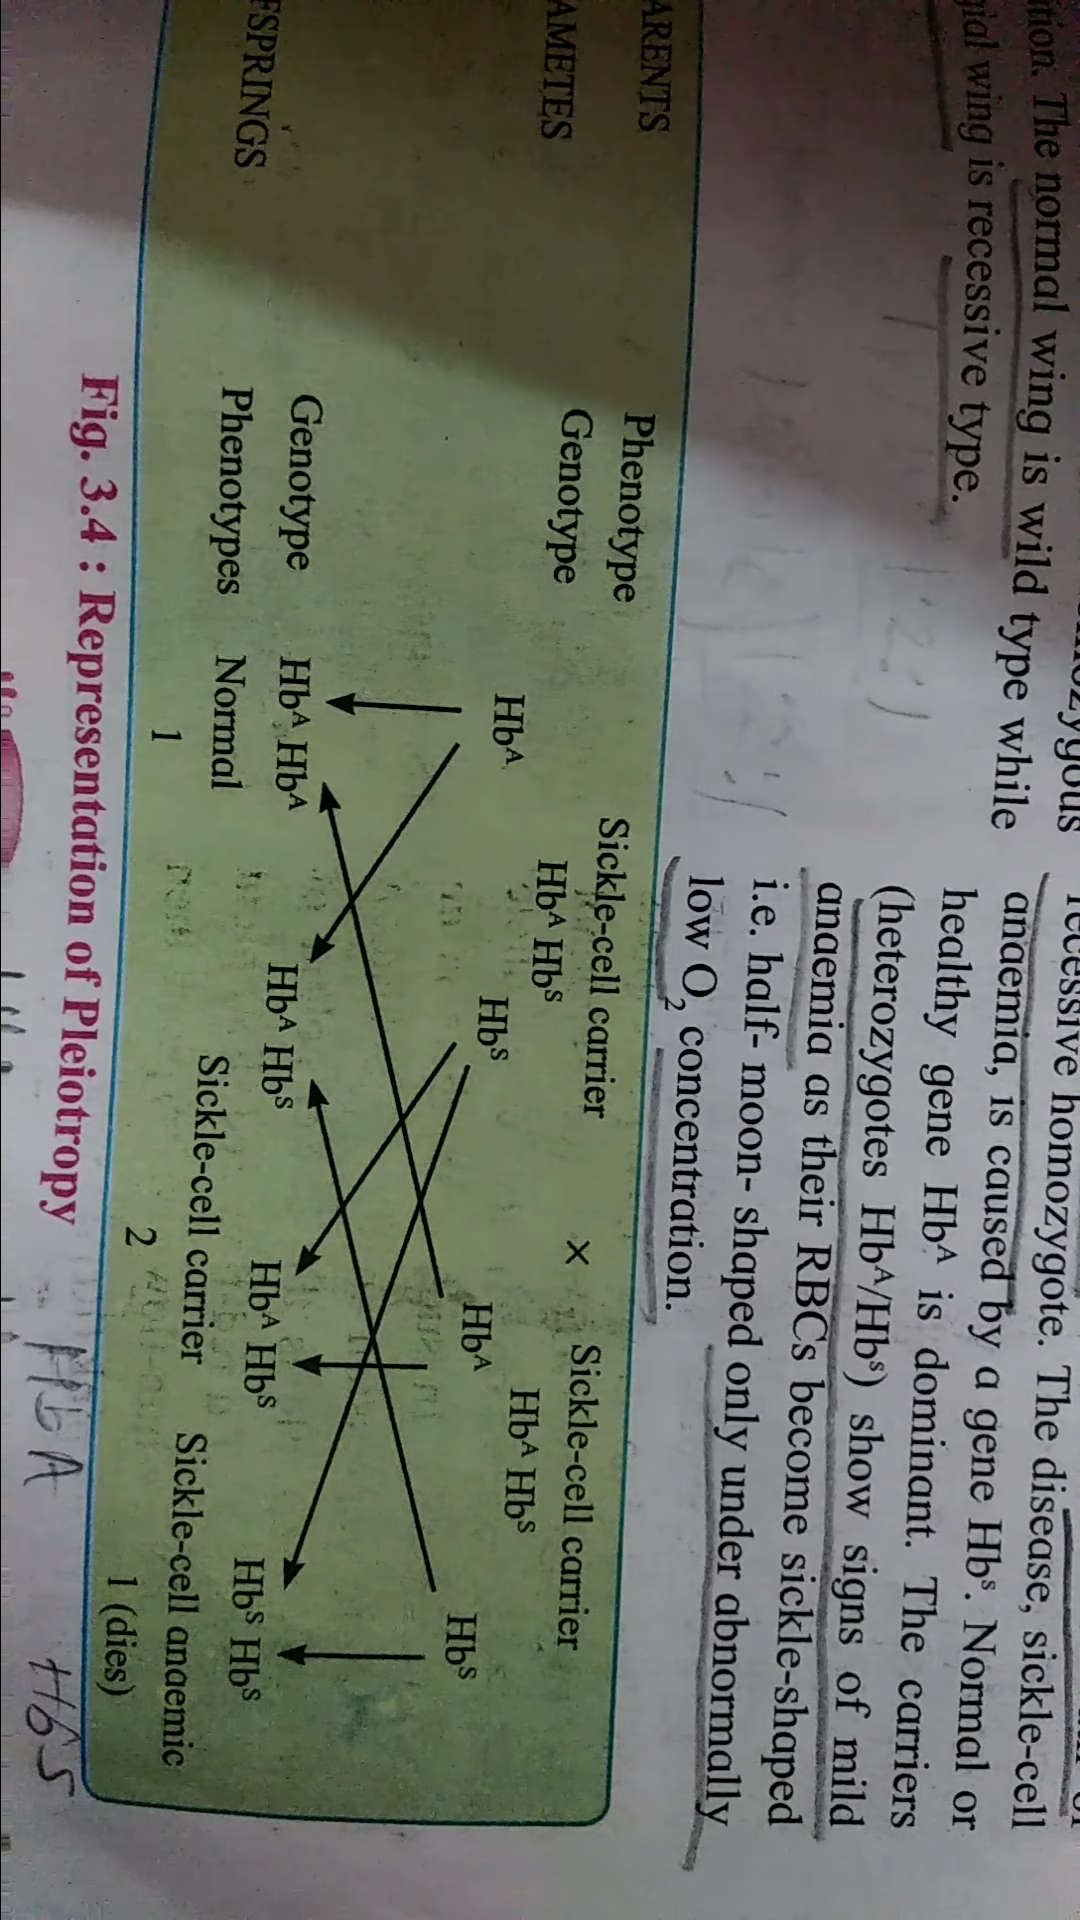 The normal wing is wild type while
wing is recessive type.
recessive homozygote. The disease, sickle-cell
anaemia, is caused by a gene Hbˢ. Normal or
healthy gene Hbᴬ is dominant. The carriers
(heterozygotes Hbᴬ/Hbˢ) show signs of mild
anaemia as their RBCs become sickle-shaped
i.e. half- moon- shaped only under abnormally
low O₂ concentration.
ARENTS Phenotype Sickle-cell carrier × Sickle-cell carrier
Genotype Hbᴬ Hbˢ Hbᴬ Hbˢ
AMETES Hbᴬ Hbˢ Hbᴬ Hbˢ
FSPRINGS Genotype Hbᴬ Hbᴬ Hbᴬ Hbˢ Hbᴬ Hbˢ Hbˢ Hbˢ
Phenotypes Normal Sickle-cell carrier Sickle-cell anaemic
1 2 1 (dies)
Fig. 3.4 : Representation of Pleiotropy
HbA HbS